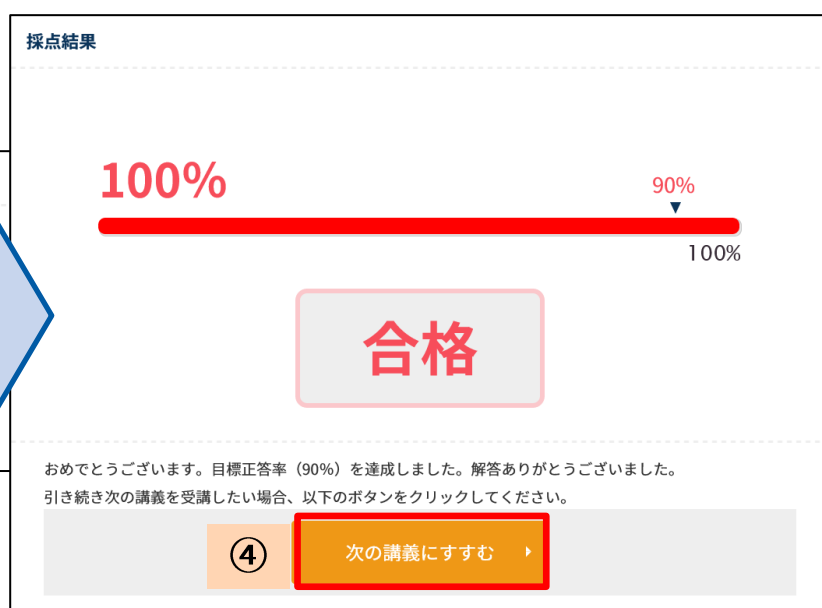 採点結果
100%
90%
▼
100%
合格
おめでとうございます。目標正答率（90%）を達成しました。解答ありがとうございました。
引き続き次の講義を受講したい場合、以下のボタンをクリックしてください。
④
次の講義にすすむ